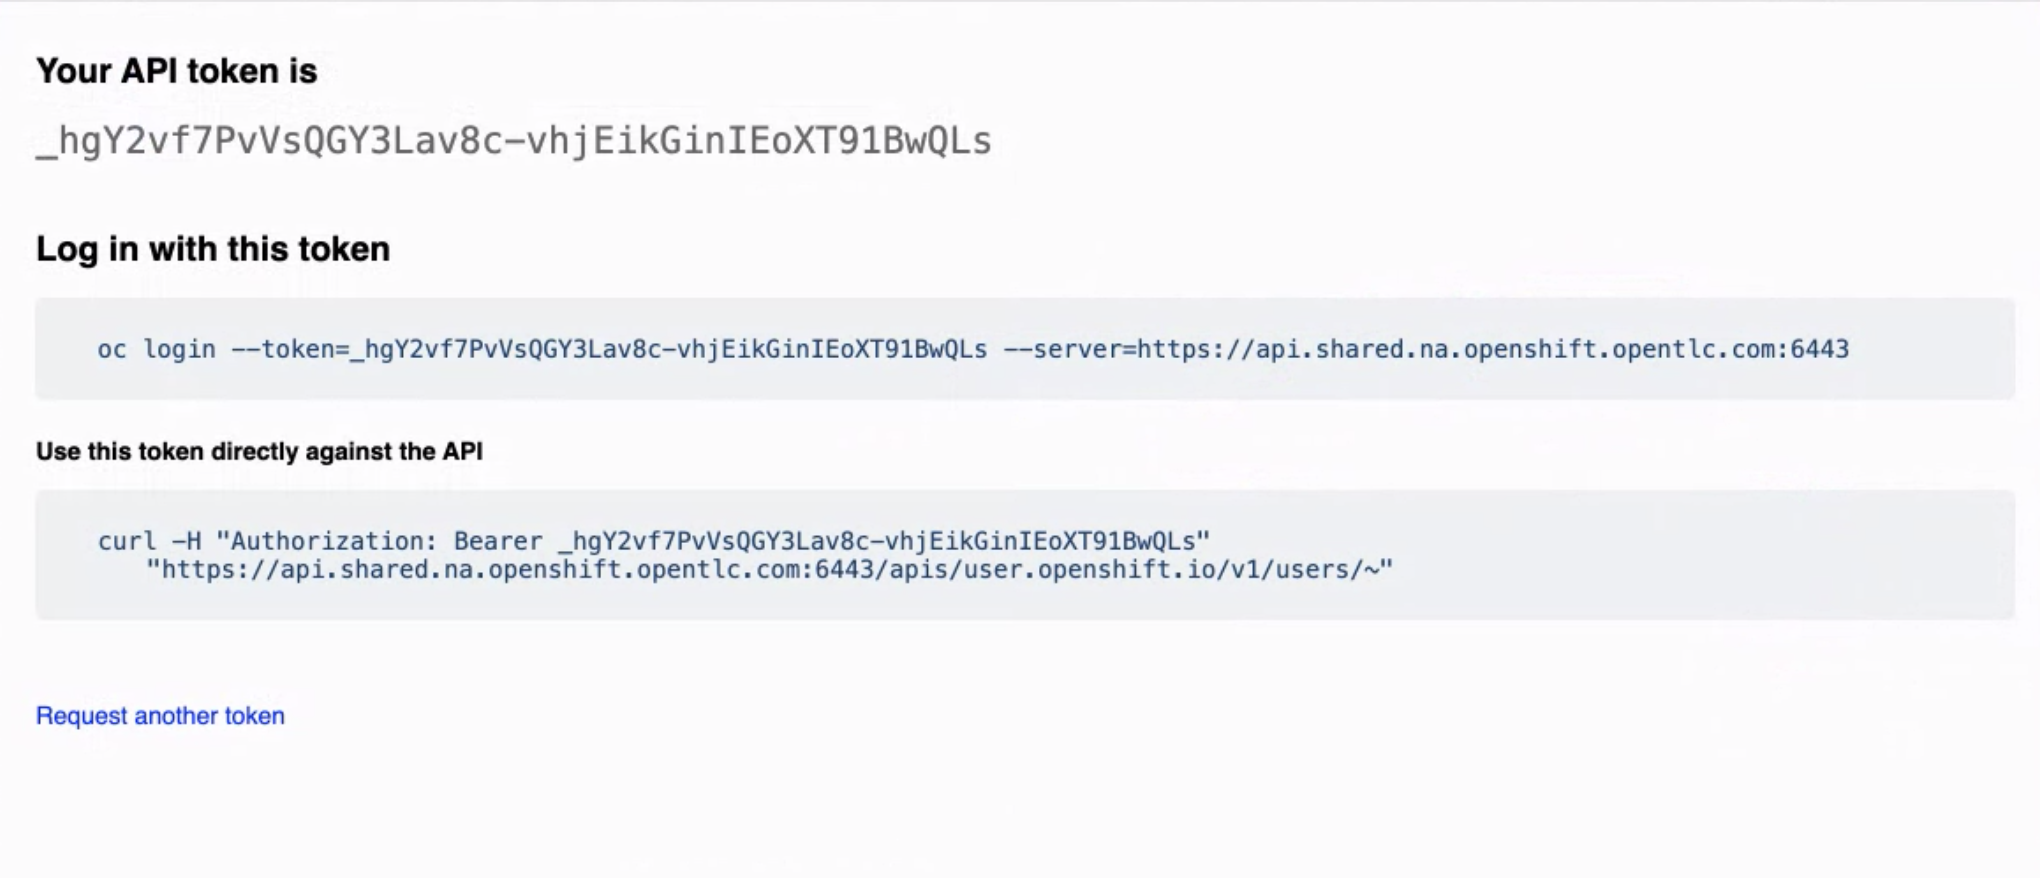 Your API token is
_hgY2vf7PvVsQGY3Lav8c-vhjEikGinIEoXT91BwQLs
Log in with this token
oc login --token=_hgY2vf7PvVsQGY3Lav8c-vhjEikGinIEoXT91BwQLs --server=https://api.shared.na.openshift.opentlc.com:6443
Use this token directly against the API
curl -H "Authorization: Bearer _hgY2vf7PvVsQGY3Lav8c-vhjEikGinIEoXT91BwQLs"
"https://api.shared.na.openshift.opentlc.com:6443/apis/user.openshift.io/v1/users/~"
Request another token